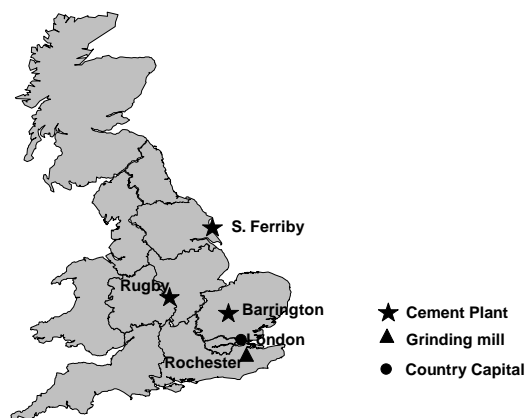 S. Ferriby
Rugby
Barrington
London
Rochester
Cement Plant
Grinding mill
Country Capital